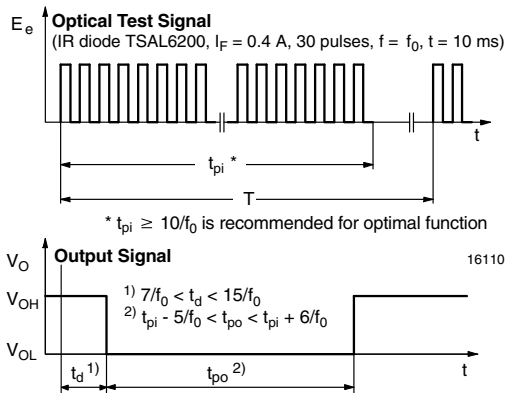 E_e
Optical Test Signal
(IR diode TSAL6200, I_F = 0.4 A, 30 pulses, f = f_0, t = 10 ms)
t
t_pi *
T
* t_pi ≥ 10/f_0 is recommended for optimal function
V_O
Output Signal
16110
V_OH
1) 7/f_0 < t_d < 15/f_0
2) t_pi - 5/f_0 < t_po < t_pi + 6/f_0
V_OL
t_d 1)
t_po 2)
t